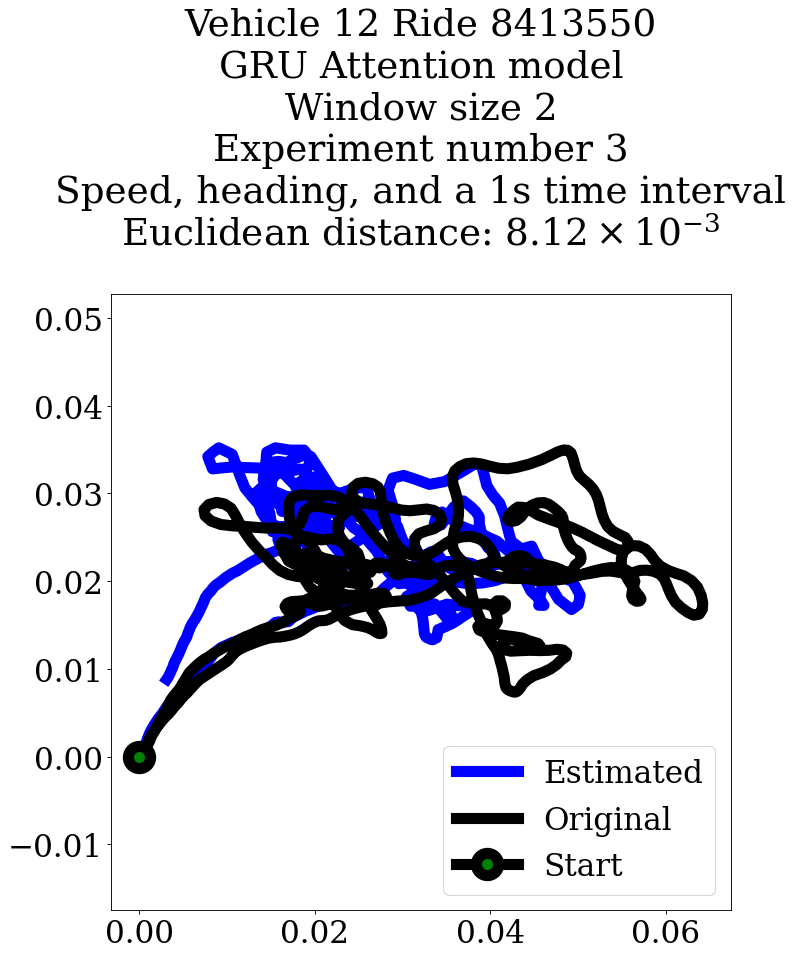 Vehicle 12 Ride 8413550
GRU Attention model
Window size 2
Experiment number 3
Speed, heading, and a 1s time interval
Euclidean distance: 8.12 × 10⁻³
0.05
0.04
0.03
0.02
0.01
0.00
−0.01
0.00 0.02 0.04 0.06
Estimated
Original
Start